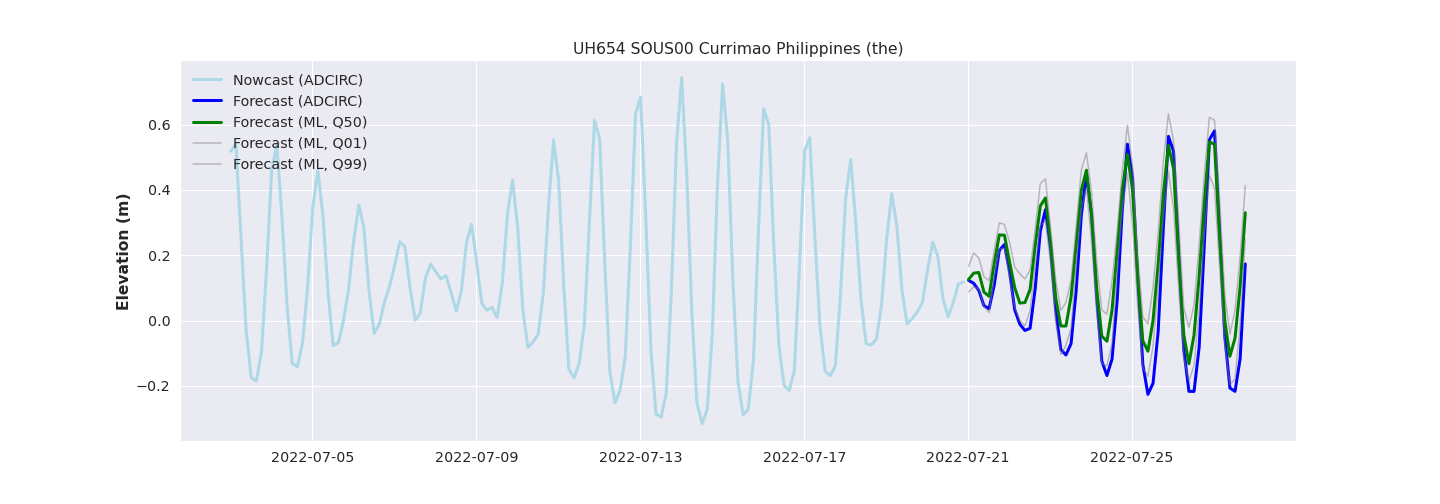 UH654 SOUS00 Currimao Philippines (the)
Nowcast (ADCIRC)
Forecast (ADCIRC)
Forecast (ML, Q50)
Forecast (ML, Q01)
Forecast (ML, Q99)
Elevation (m)
0.6
0.4
0.2
0.0
−0.2
2022-07-05 2022-07-09 2022-07-13 2022-07-17 2022-07-21 2022-07-25